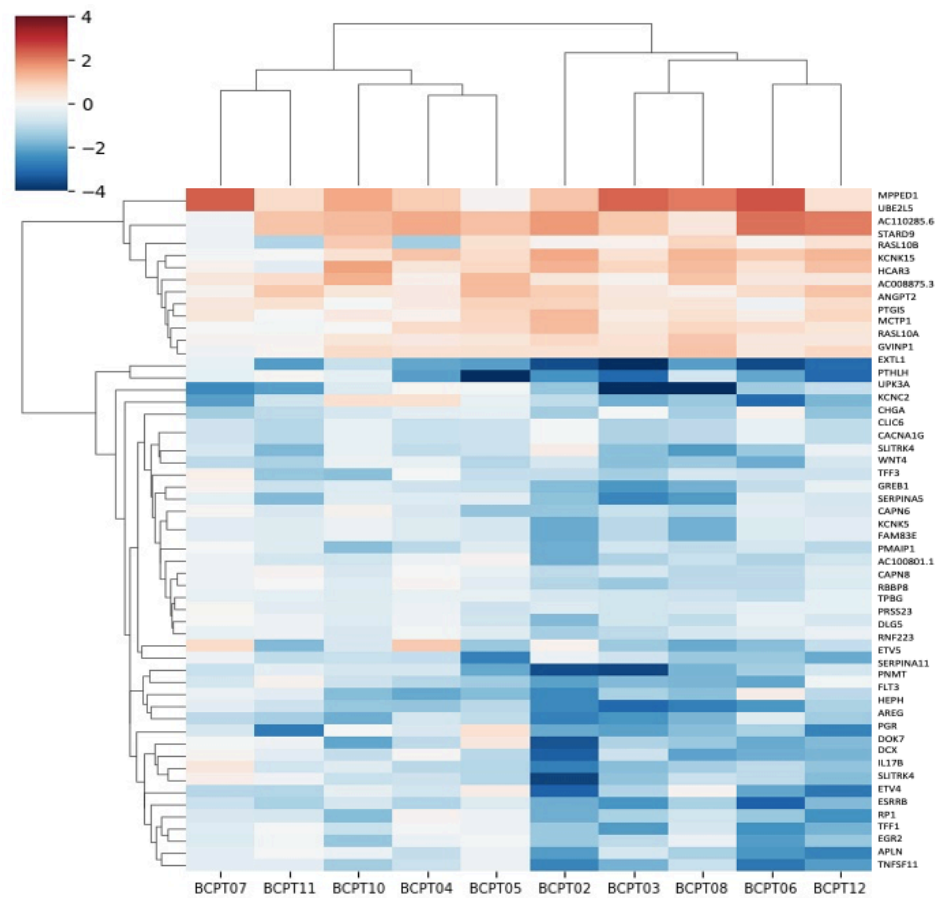 4
2
0
−2
−4
MPPED1
UBE2L5
AC110285.6
STARD9
RASL10B
KCNK15
HCAR3
AC008875.3
ANGPT2
PTGIS
MCTP1
RASL10A
GVINP1
EXTL1
PTHLH
UPK3A
KCNC2
CHGA
CLIC6
CACNA1G
SLITRK4
WNT4
TFF3
GREB1
SERPINA5
CAPN6
KCNK5
FAM83E
PMAIP1
AC100801.1
CAPN8
RBBP8
TPBG
PRSS23
DLG5
RNF223
ETV5
SERPINA11
PNMT
FLT3
HEPH
AREG
PGR
DOK7
DCX
IL17B
SLITRK4
ETV4
ESRRB
RP1
TFF1
EGR2
APLN
TNFSF11
BCPT07 BCPT11 BCPT10 BCPT04 BCPT05 BCPT02 BCPT03 BCPT08 BCPT06 BCPT12